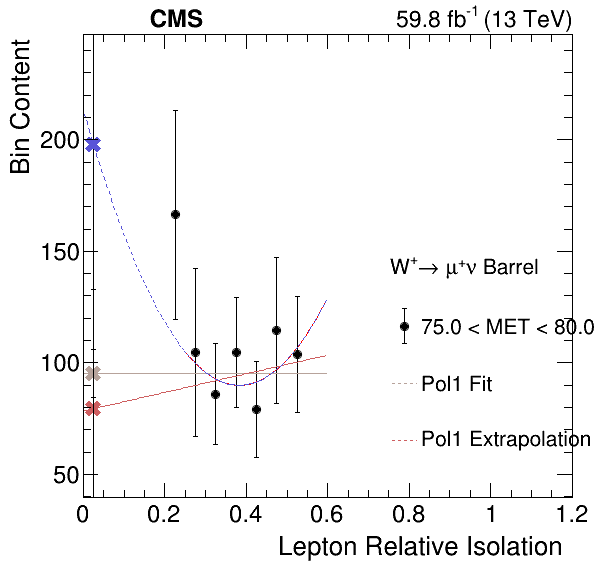 CMS
59.8 fb⁻¹ (13 TeV)
Bin Content
200
150
100
50
W⁺→ μ⁺ν Barrel
75.0 < MET < 80.0
Pol1 Fit
Pol1 Extrapolation
0 0.2 0.4 0.6 0.8 1 1.2
Lepton Relative Isolation